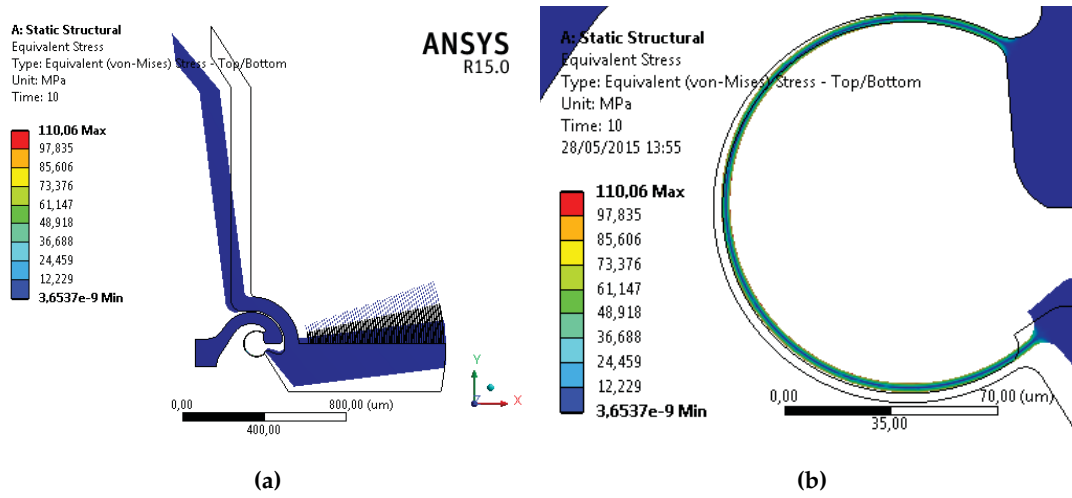 A: Static Structural
Equivalent Stress
Type: Equivalent (von-Mises) Stress - Top/Bottom
Unit: MPa
Time: 10
110,06 Max
97,835
85,606
73,376
61,147
48,918
36,688
24,459
12,229
3,6537e-9 Min
ANSYS
R15.0
Y
X
Z
0,00
800,00 (um)
400,00
(a)
A: Static Structural
Equivalent Stress
Type: Equivalent (von-Mises) Stress - Top/Bottom
Unit: MPa
Time: 10
28/05/2015 13:55
110,06 Max
97,835
85,606
73,376
61,147
48,918
36,688
24,459
12,229
3,6537e-9 Min
0,00
70,00 (um)
35,00
(b)